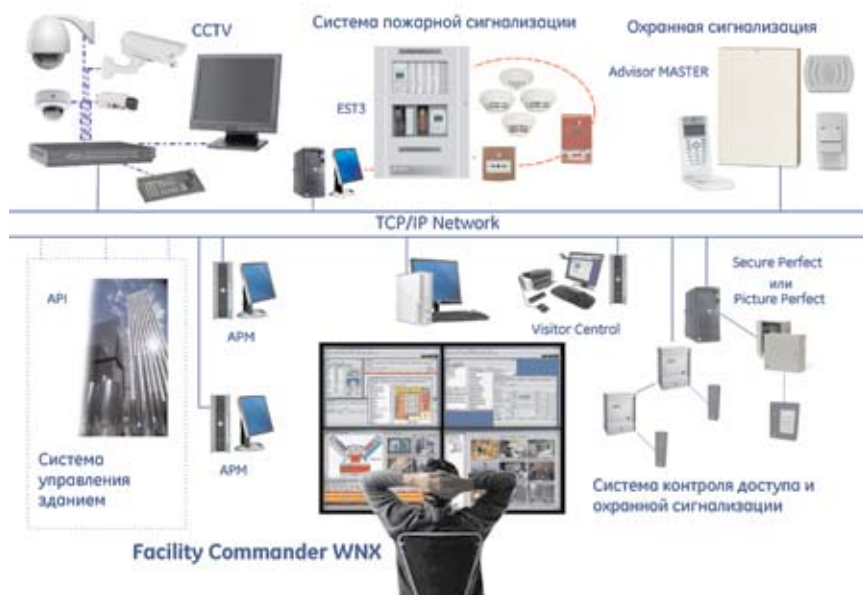 CCTV
Система пожарной сигнализации
Охранная сигнализация
Advisor MASTER
EST3
TCP/IP Network
API
APM
Visitor Central
Secure Perfect
или
Picture Perfect
APM
Система
управления
зданием
Система контроля доступа и
охранной сигнализации
Facility Commander WNX